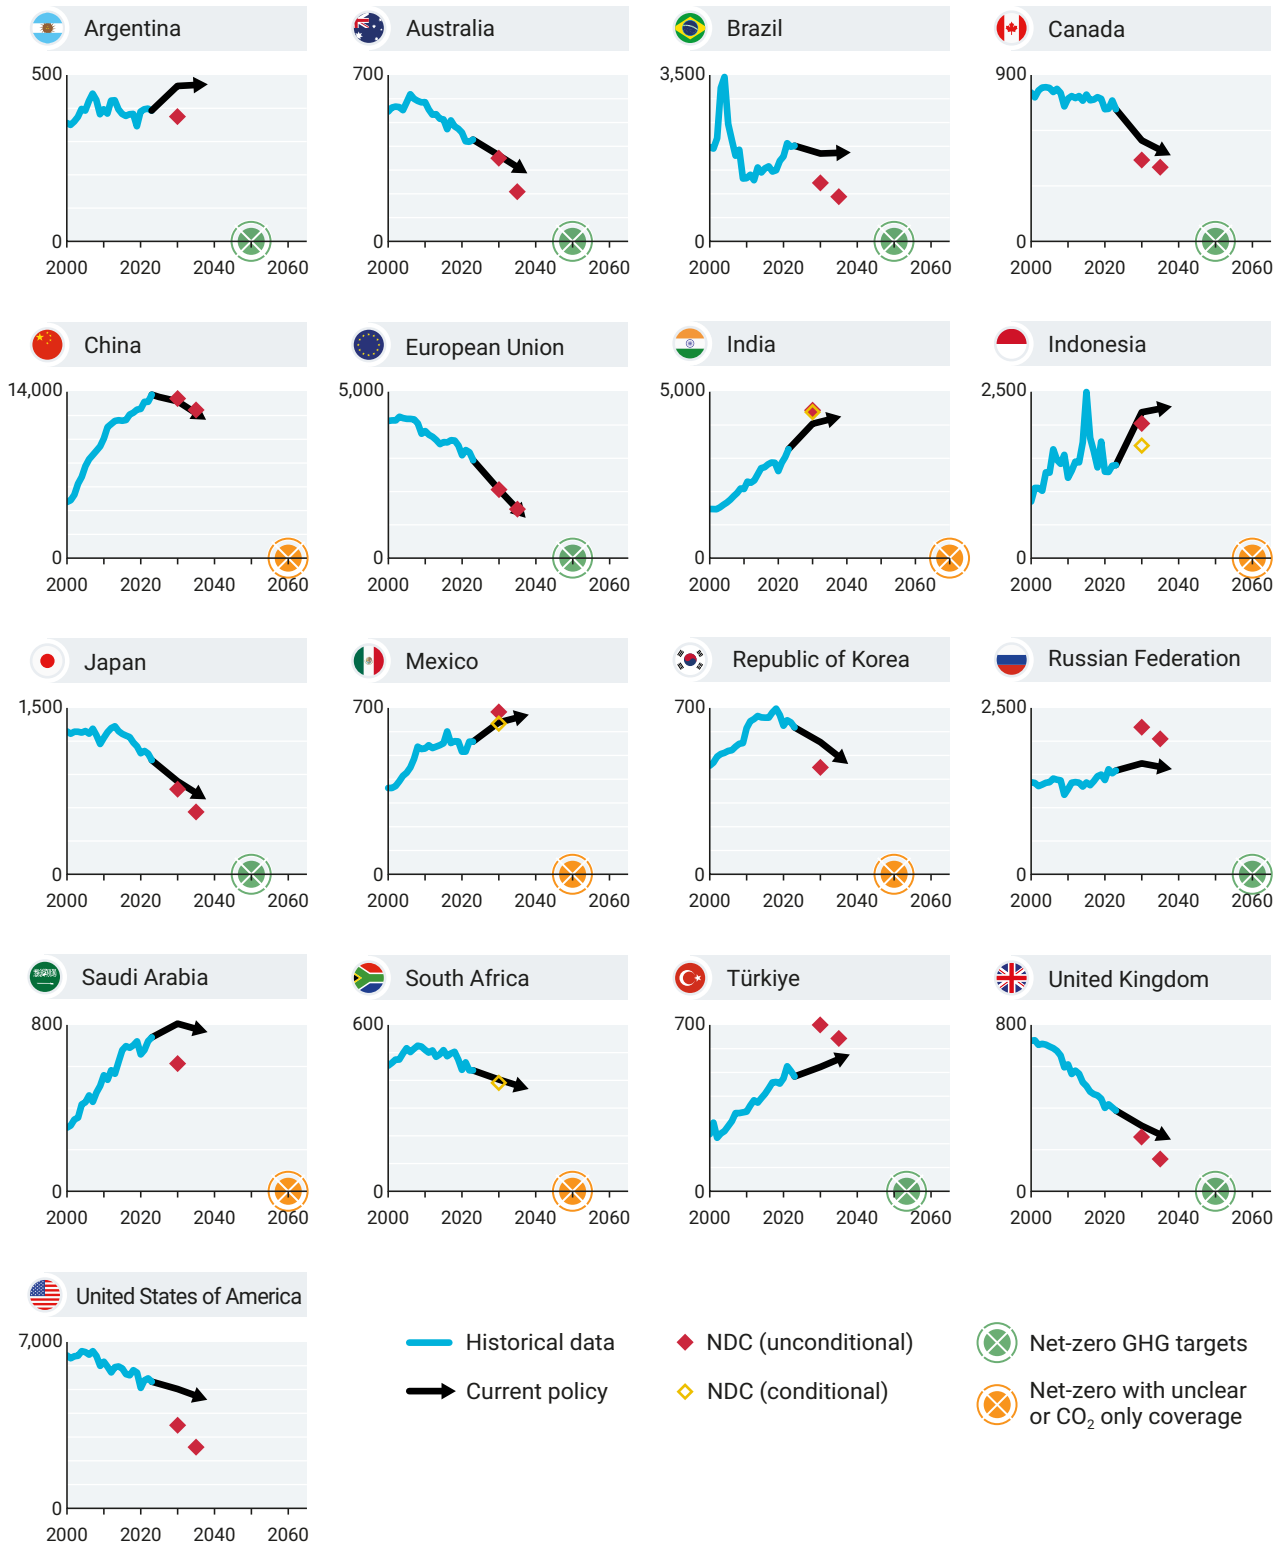 Argentina
500
0
2000 2020 2040 2060
Australia
700
0
2000 2020 2040 2060
Brazil
3,500
0
2000 2020 2040 2060
Canada
900
0
2000 2020 2040 2060
China
14,000
0
2000 2020 2040 2060
European Union
5,000
0
2000 2020 2040 2060
India
5,000
0
2000 2020 2040 2060
Indonesia
2,500
0
2000 2020 2040 2060
Japan
1,500
0
2000 2020 2040 2060
Mexico
700
0
2000 2020 2040 2060
Republic of Korea
700
0
2000 2020 2040 2060
Russian Federation
2,500
0
2000 2020 2040 2060
Saudi Arabia
800
0
2000 2020 2040 2060
South Africa
600
0
2000 2020 2040 2060
Türkiye
700
0
2000 2020 2040 2060
United Kingdom
800
0
2000 2020 2040 2060
United States of America
7,000
0
2000 2020 2040 2060
Historical data
Current policy
NDC (unconditional)
NDC (conditional)
Net-zero GHG targets
Net-zero with unclear
or CO₂ only coverage